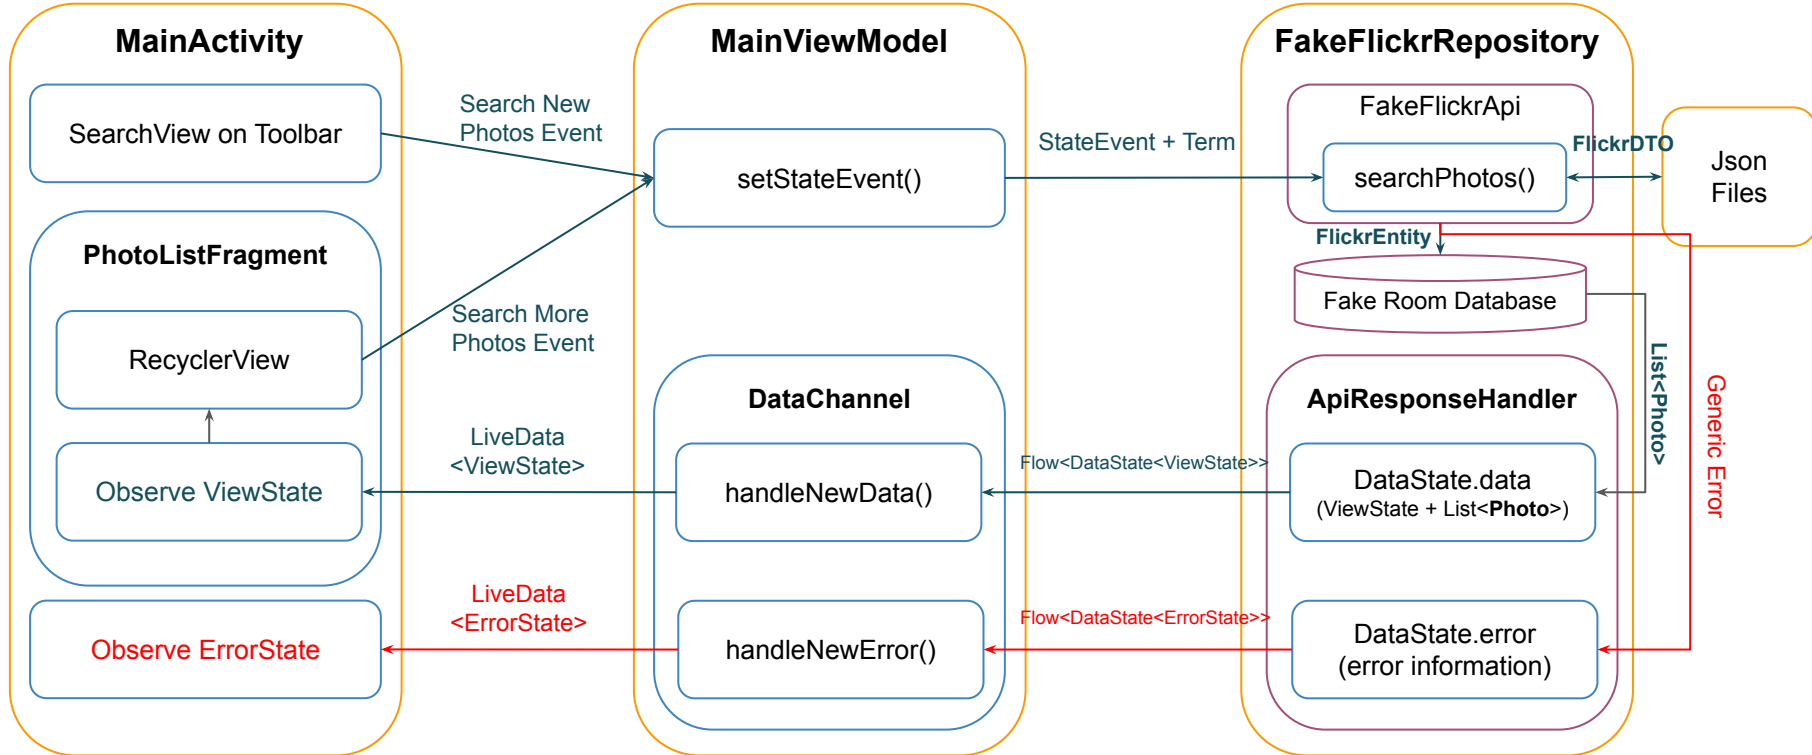 MainActivity
SearchView on Toolbar
PhotoListFragment
RecyclerView
Observe ViewState
Observe ErrorState
Search New
Photos Event
Search More
Photos Event
LiveData
<ViewState>
LiveData
<ErrorState>
MainViewModel
setStateEvent()
DataChannel
handleNewData()
handleNewError()
StateEvent + Term
Flow<DataState<ViewState>>
Flow<DataState<ErrorState>>
FakeFlickrRepository
FakeFlickrApi
searchPhotos()
FlickrDTO
Json
Files
FlickrEntity
Fake Room Database
List<Photo>
Generic Error
ApiResponseHandler
DataState.data
(ViewState + List<Photo>)
DataState.error
(error information)